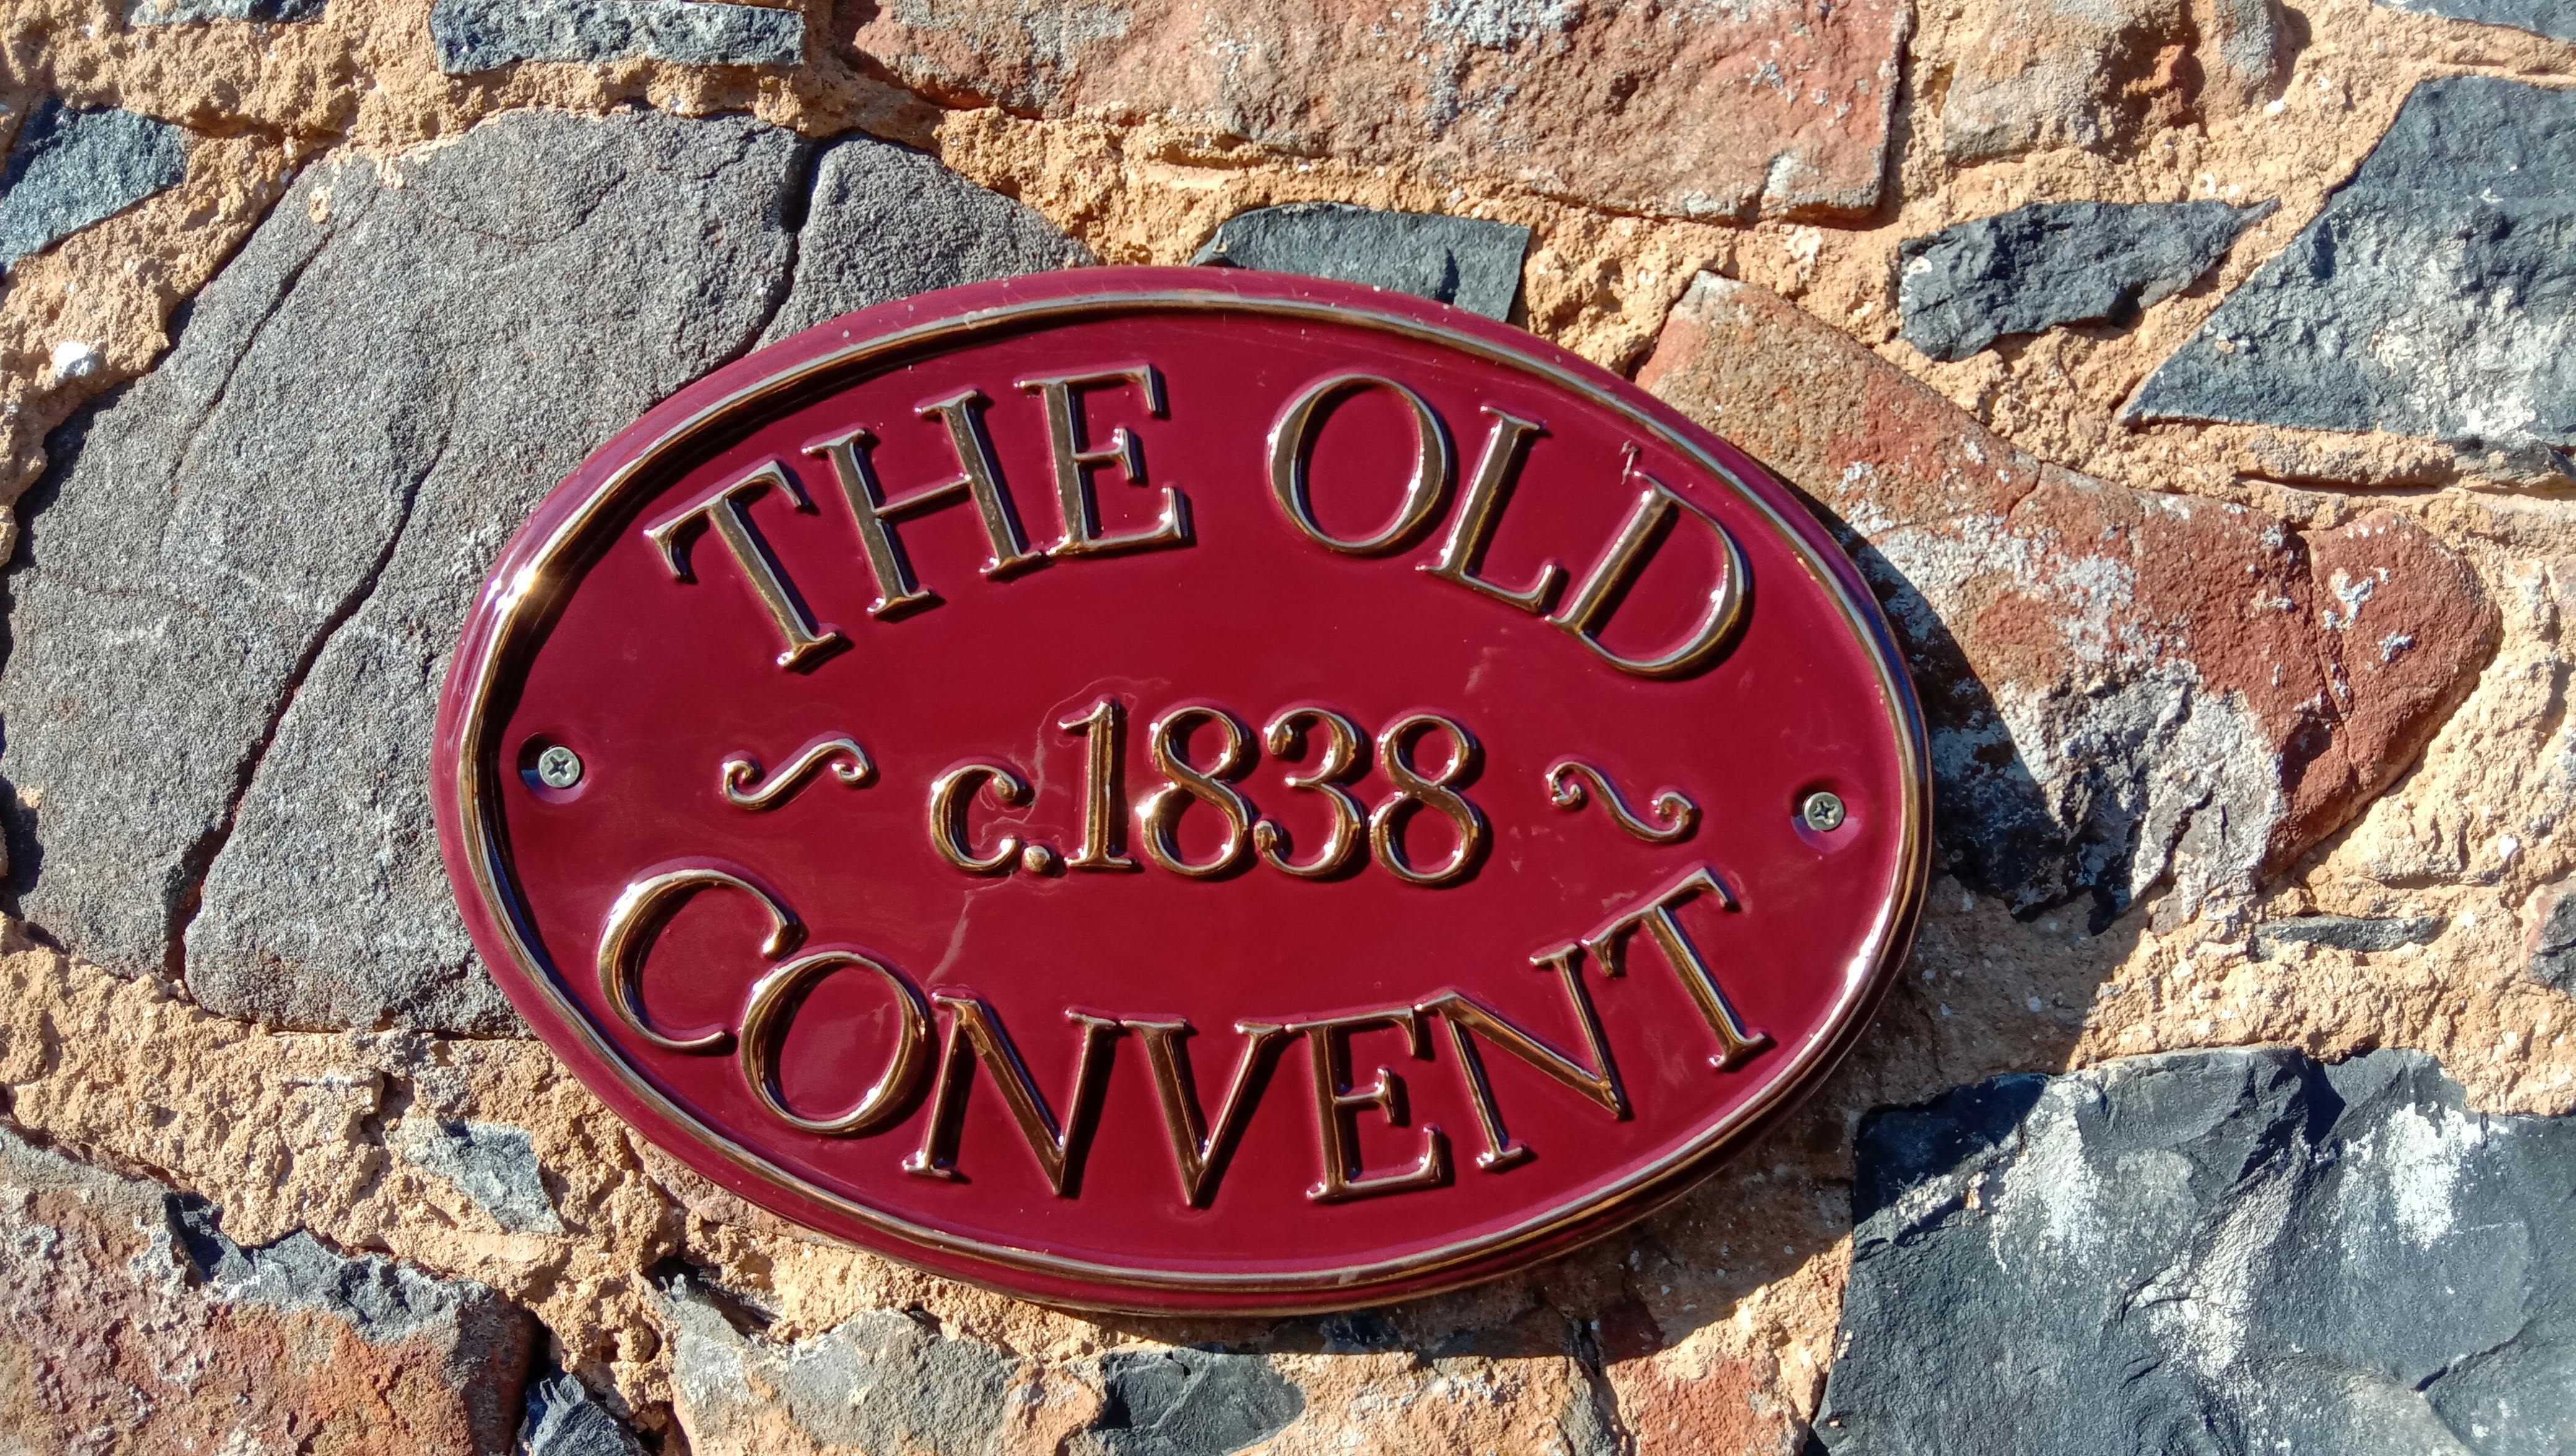 THE OLD
c.1838
CONVENT